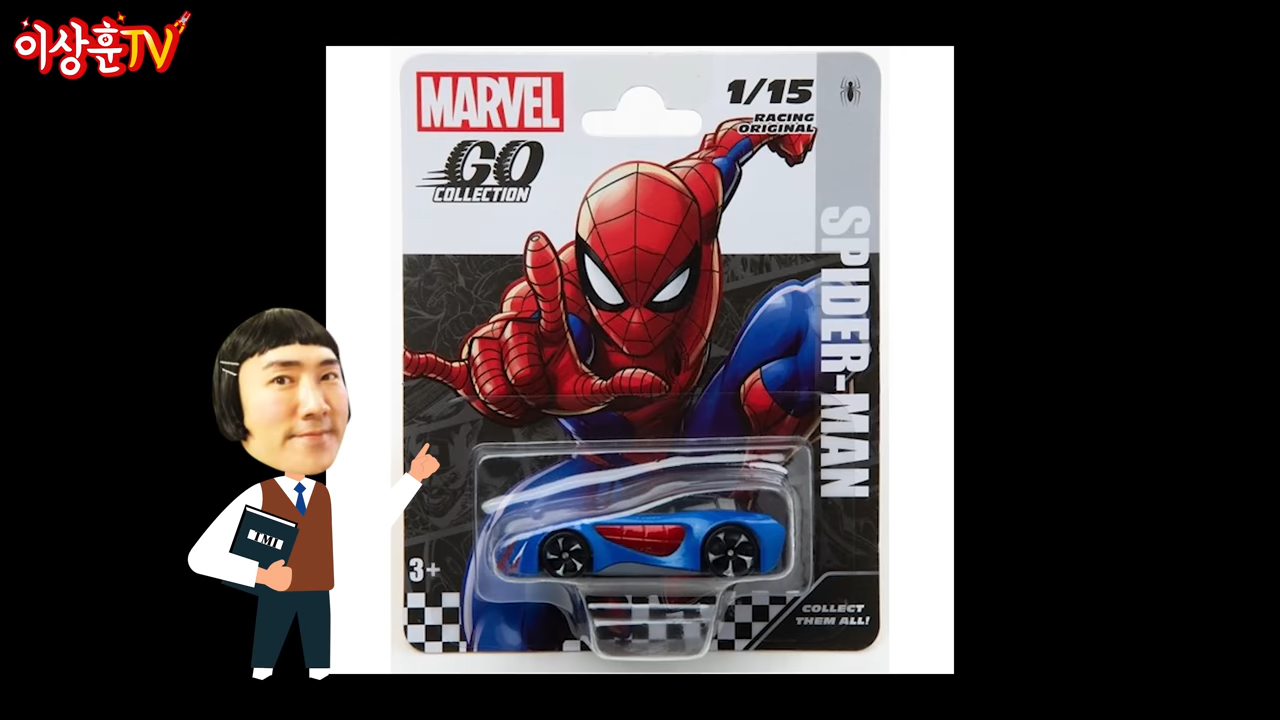 이상훈TV
MARVEL
GO
COLLECTION
1/15
RACING
ORIGINAL
SPIDER-MAN
TMI
3+
COLLECT
THEM ALL!